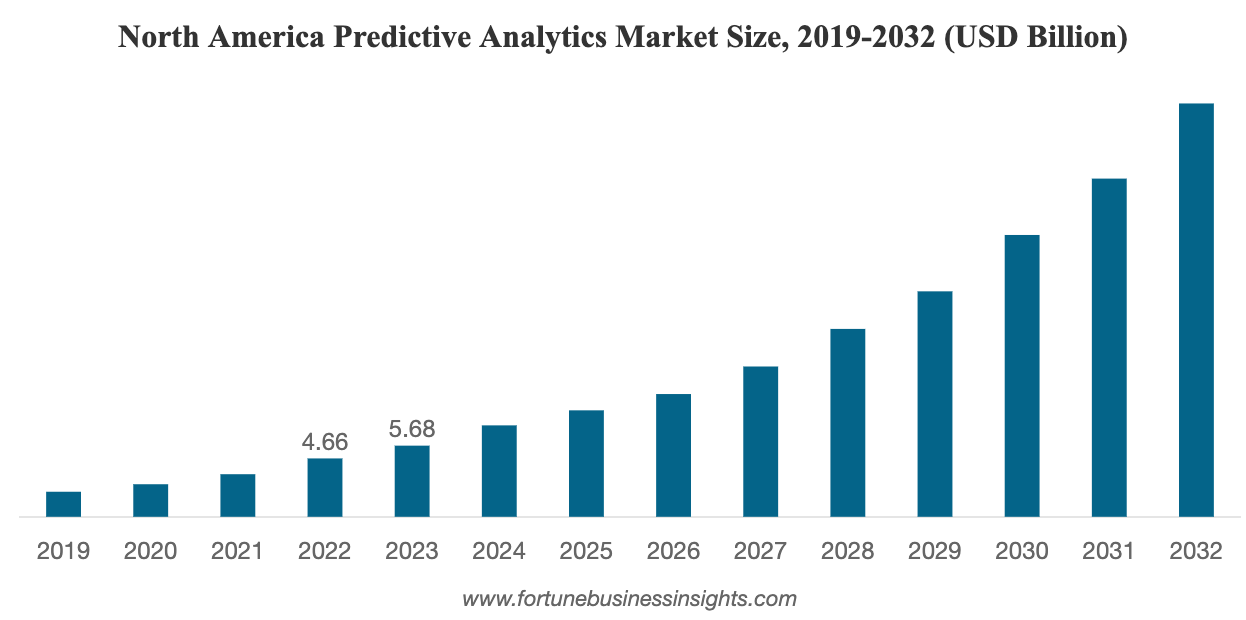 North America Predictive Analytics Market Size, 2019-2032 (USD Billion)
4.66 5.68
2019 2020 2021 2022 2023 2024 2025 2026 2027 2028 2029 2030 2031 2032
www.fortunebusinessinsights.com